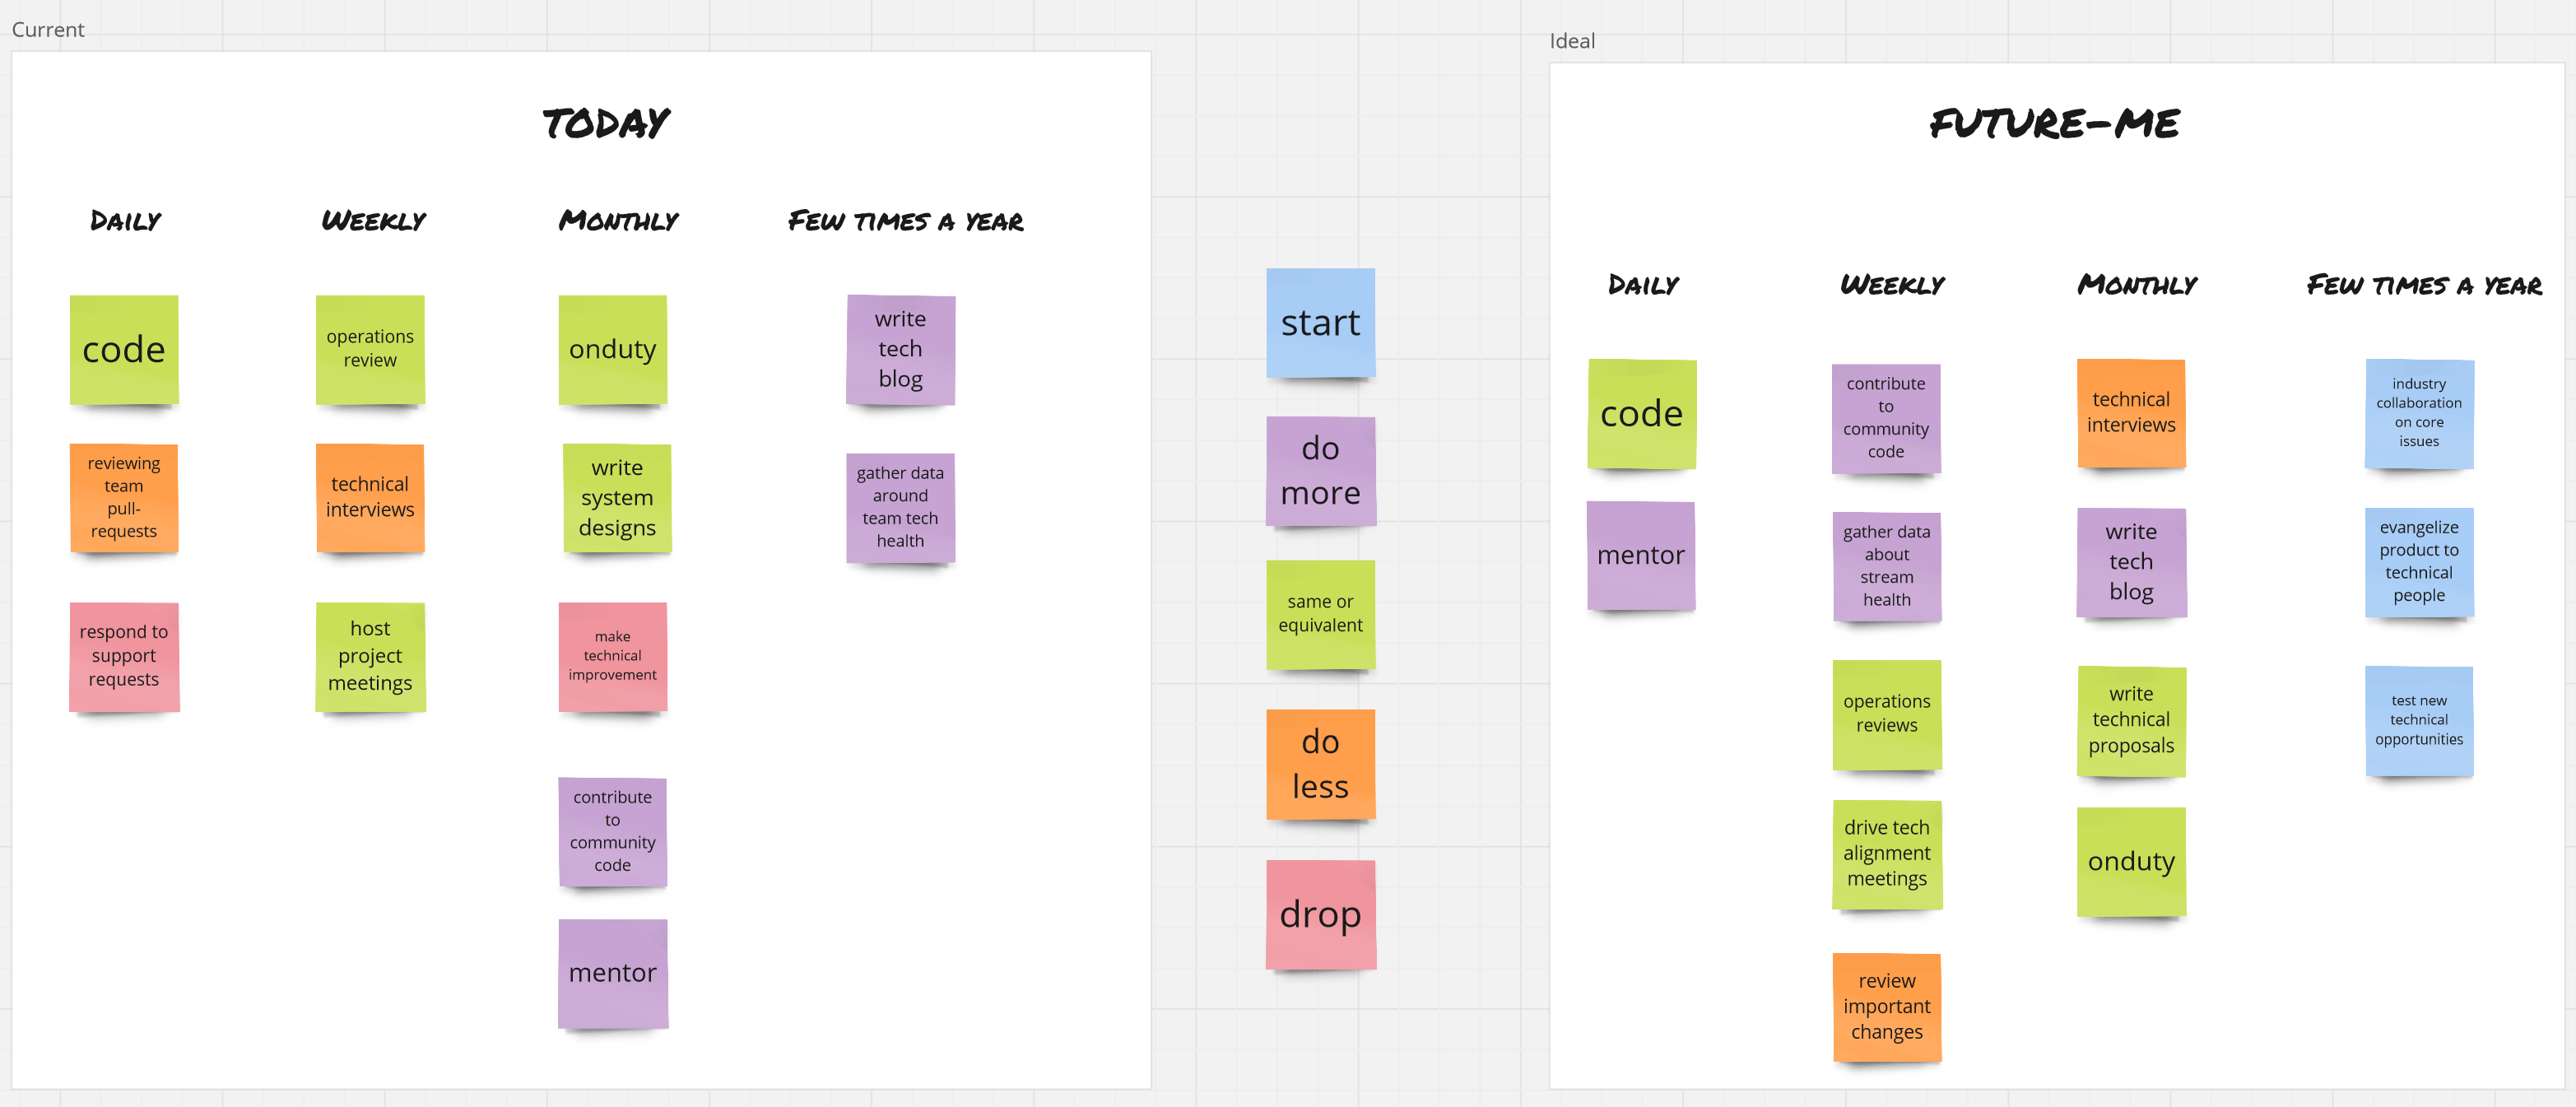 Current
TODAY
DAILY
WEEKLY
MONTHLY
FEW TIMES A YEAR
code
reviewing
team
pull-
requests
respond to
support
requests
operations
review
technical
interviews
host
project
meetings
onduty
write
system
designs
make
technical
improvement
contribute
to
community
code
mentor
write
tech
blog
gather data
around
team tech
health
start
do
more
same or
equivalent
do
less
drop
Ideal
FUTURE-ME
DAILY
WEEKLY
MONTHLY
FEW TIMES A YEAR
code
mentor
contribute
to
community
code
gather data
about
stream
health
operations
reviews
drive tech
alignment
meetings
review
important
changes
technical
interviews
write
tech
blog
write
technical
proposals
onduty
industry
collaboration
on core
issues
evangelize
product to
technical
people
test new
technical
opportunities